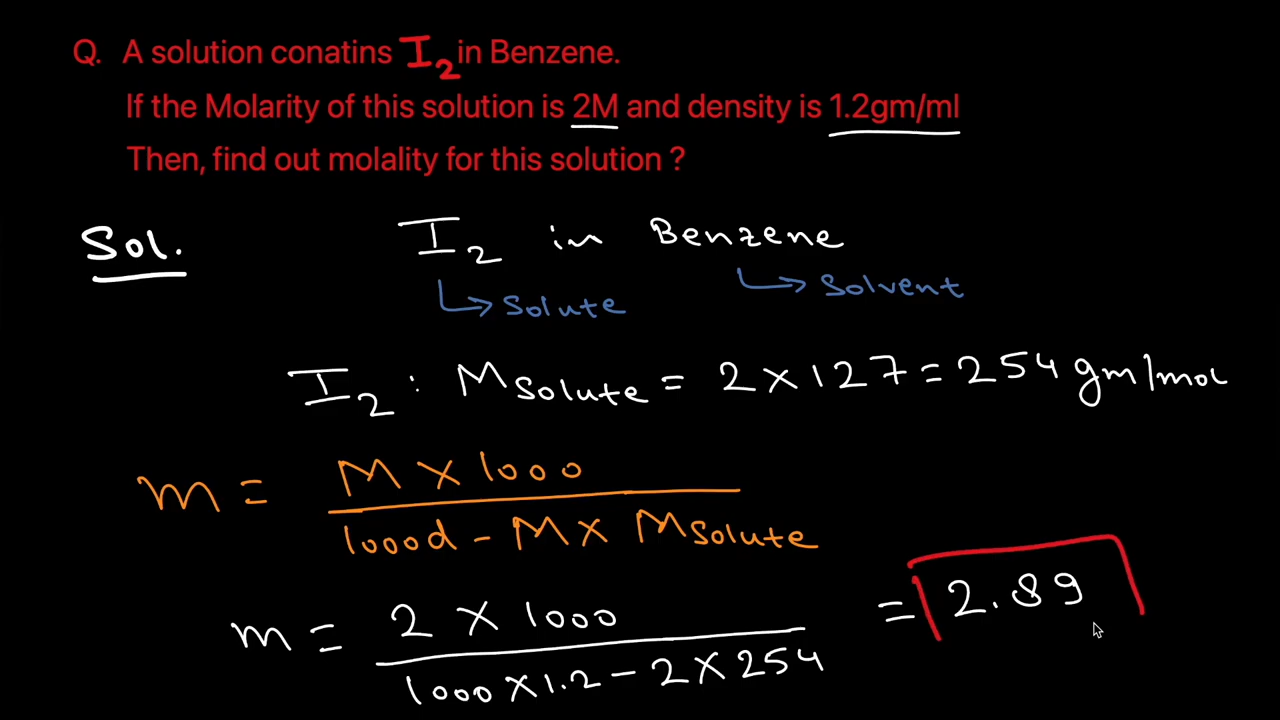 Q. A solution conatins I₂ in Benzene.
If the Molarity of this solution is 2M and density is 1.2gm/ml
Then, find out molality for this solution ?
Sol.
I₂ in Benzene
↳ Solute
↳ Solvent
I₂ : M solute = 2 × 127 = 254 gm/mol
m = M × 1000
1000d - M × M solute
m = 2 × 1000
1000 × 1.2 - 2 × 254
= 2.89